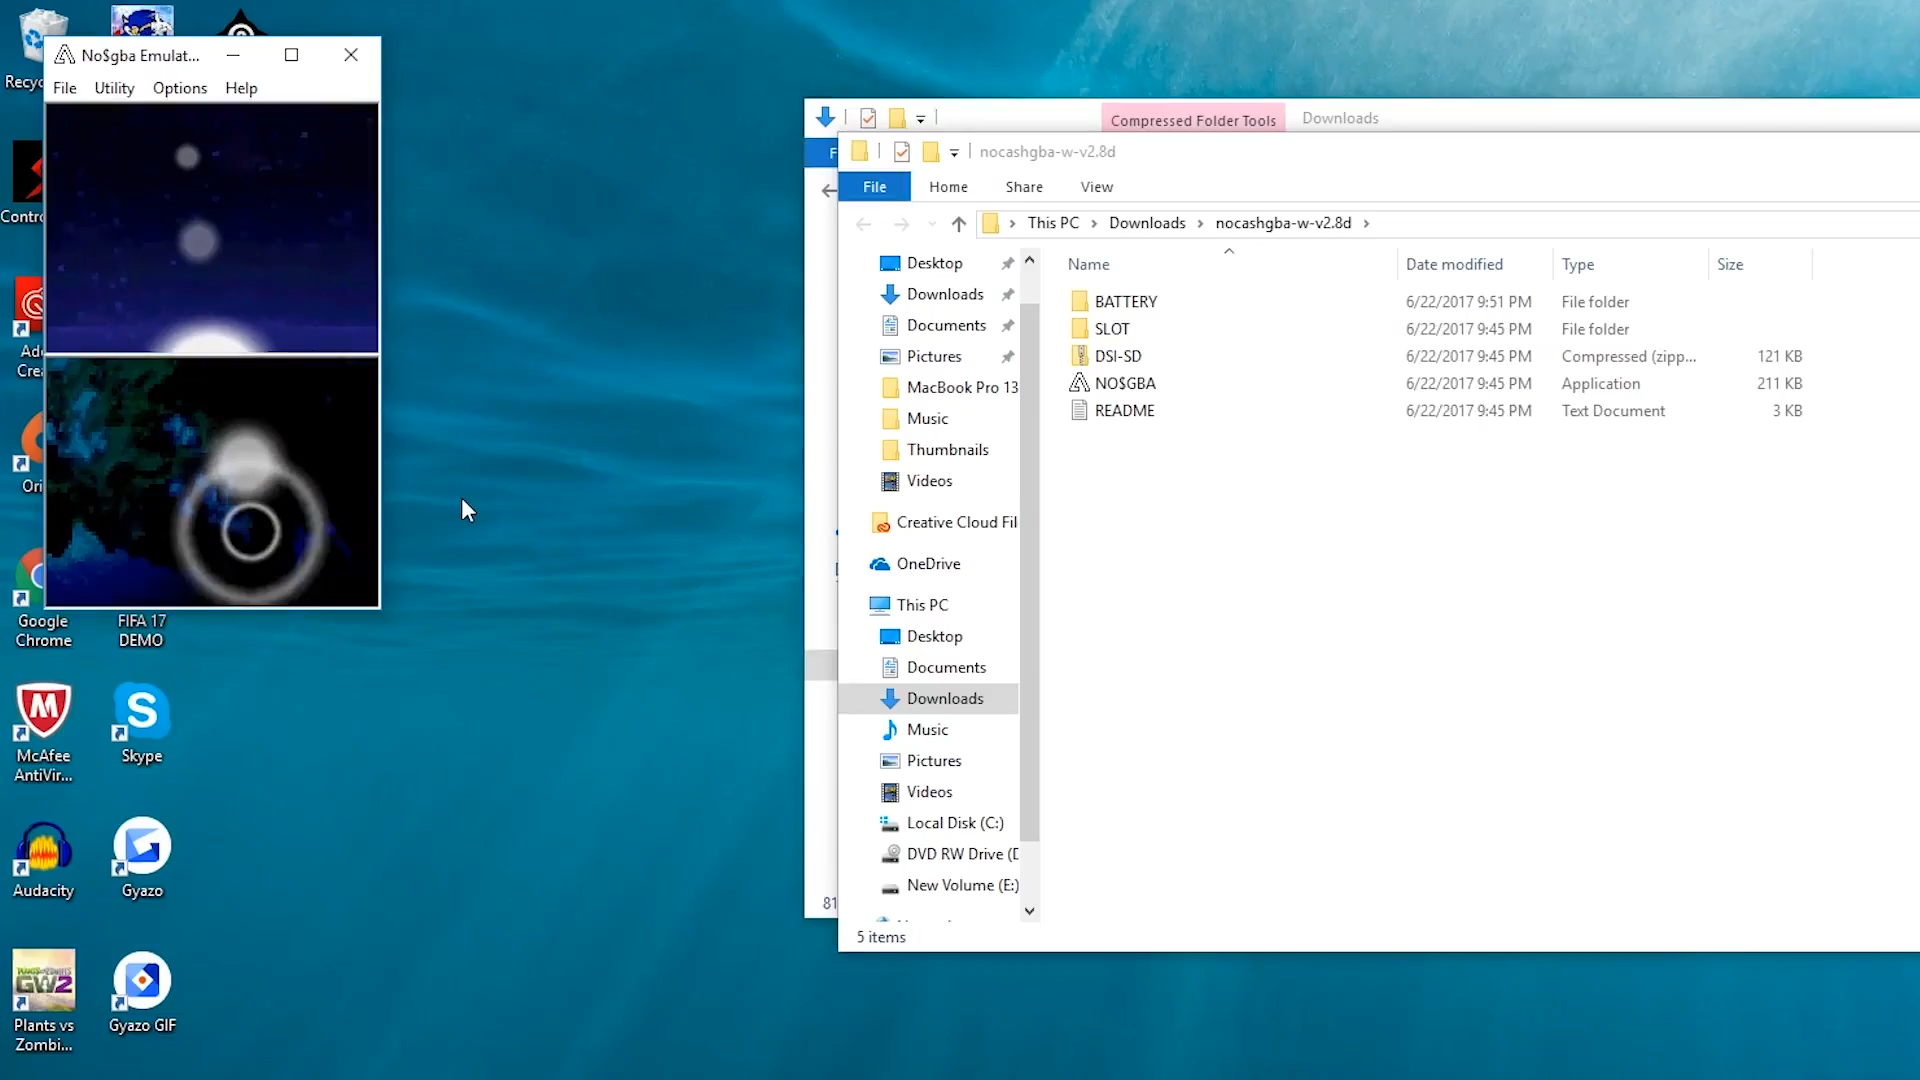 Recyc
No$gba Emulat...
File Utility Options Help
Contro
Ad
Crea
Ori
Google
Chrome
FIFA 17
DEMO
McAfee
AntiVir...
Skype
Audacity
Gyazo
Plants vs
Zombi...
GW2
Gyazo GIF
Compressed Folder Tools
Downloads
F
81
nocashgba-w-v2.8d
File Home Share View
This PC > Downloads > nocashgba-w-v2.8d >
Desktop
Downloads
Documents
Pictures
MacBook Pro 13
Music
Thumbnails
Videos
Creative Cloud Fil
OneDrive
This PC
Desktop
Documents
Downloads
Music
Pictures
Videos
Local Disk (C:)
DVD RW Drive (D
New Volume (E:)
Name Date modified Type Size
BATTERY 6/22/2017 9:51 PM File folder
SLOT 6/22/2017 9:45 PM File folder
DSI-SD 6/22/2017 9:45 PM Compressed (zipp... 121 KB
NO$GBA 6/22/2017 9:45 PM Application 211 KB
README 6/22/2017 9:45 PM Text Document 3 KB
5 items